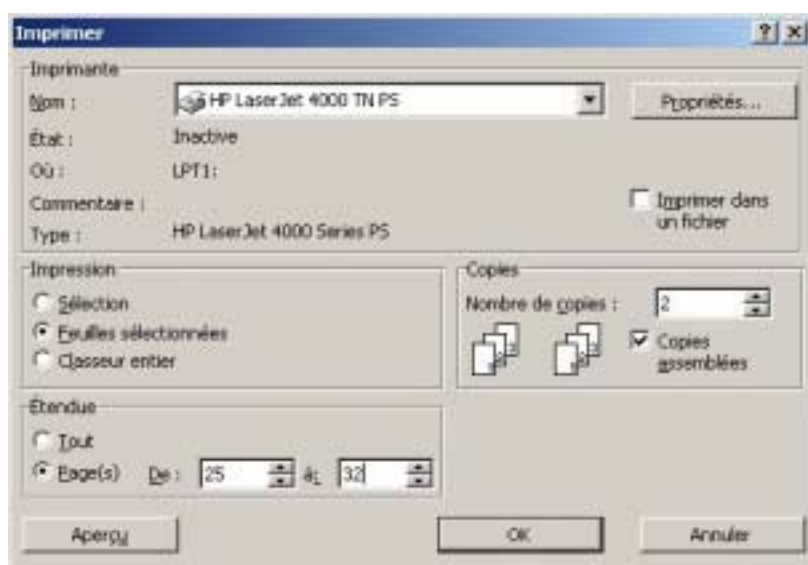 Imprimer
Imprimante
Nom : HP LaserJet 4000 TN PS Propriétés...
État : Inactive
Où : LPT1:
Commentaire : Imprimer dans
un fichier
Type : HP LaserJet 4000 Series PS
Impression
Sélection
Feuilles sélectionnées
Classeur entier
Copies
Nombre de copies : 2
Copies
assemblées
Étendue
Tout
Page(s) De : 25 à : 32
Aperçu OK Annuler